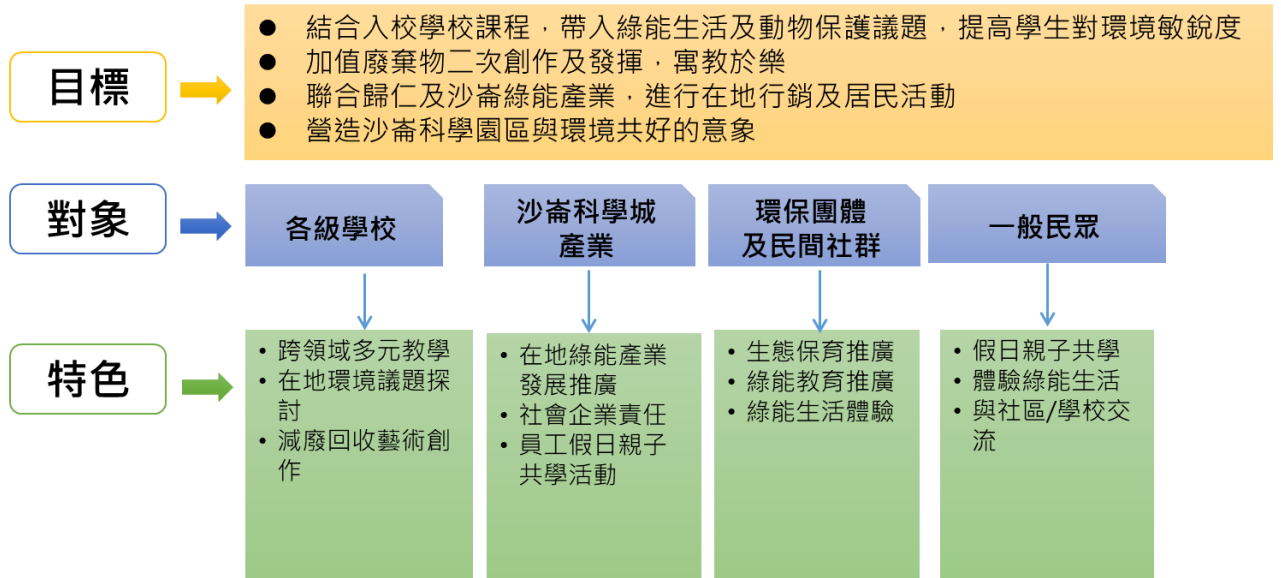 目標
● 結合入校學校課程，帶入綠能生活及動物保護議題，提高學生對環境敏銳度
● 加值廢棄物二次創作及發揮，寓教於樂
● 聯合歸仁及沙崙綠能產業，進行在地行銷及居民活動
● 營造沙崙科學園區與環境共好的意象
對象
各級學校
沙崙科學城
產業
環保團體
及民間社群
一般民眾
特色
• 跨領域多元教學
• 在地環境議題探
討
• 減廢回收藝術創
作
• 在地綠能產業
發展推廣
• 社會企業責任
• 員工假日親子
共學活動
• 生態保育推廣
• 綠能教育推廣
• 綠能生活體驗
• 假日親子共學
• 體驗綠能生活
• 與社區/學校交
流